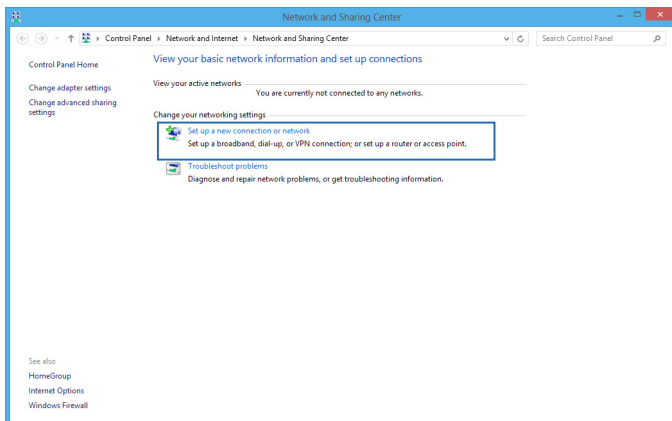 Network and Sharing Center
Control Panel Network and Internet Network and Sharing Center
Search Control Panel
Control Panel Home
Change adapter settings
Change advanced sharing
settings
See also
HomeGroup
Internet Options
Windows Firewall
View your basic network information and set up connections
View your active networks
You are currently not connected to any networks.
Change your networking settings
Set up a new connection or network
Set up a broadband, dial-up, or VPN connection; or set up a router or access point.
Troubleshoot problems
Diagnose and repair network problems, or get troubleshooting information.